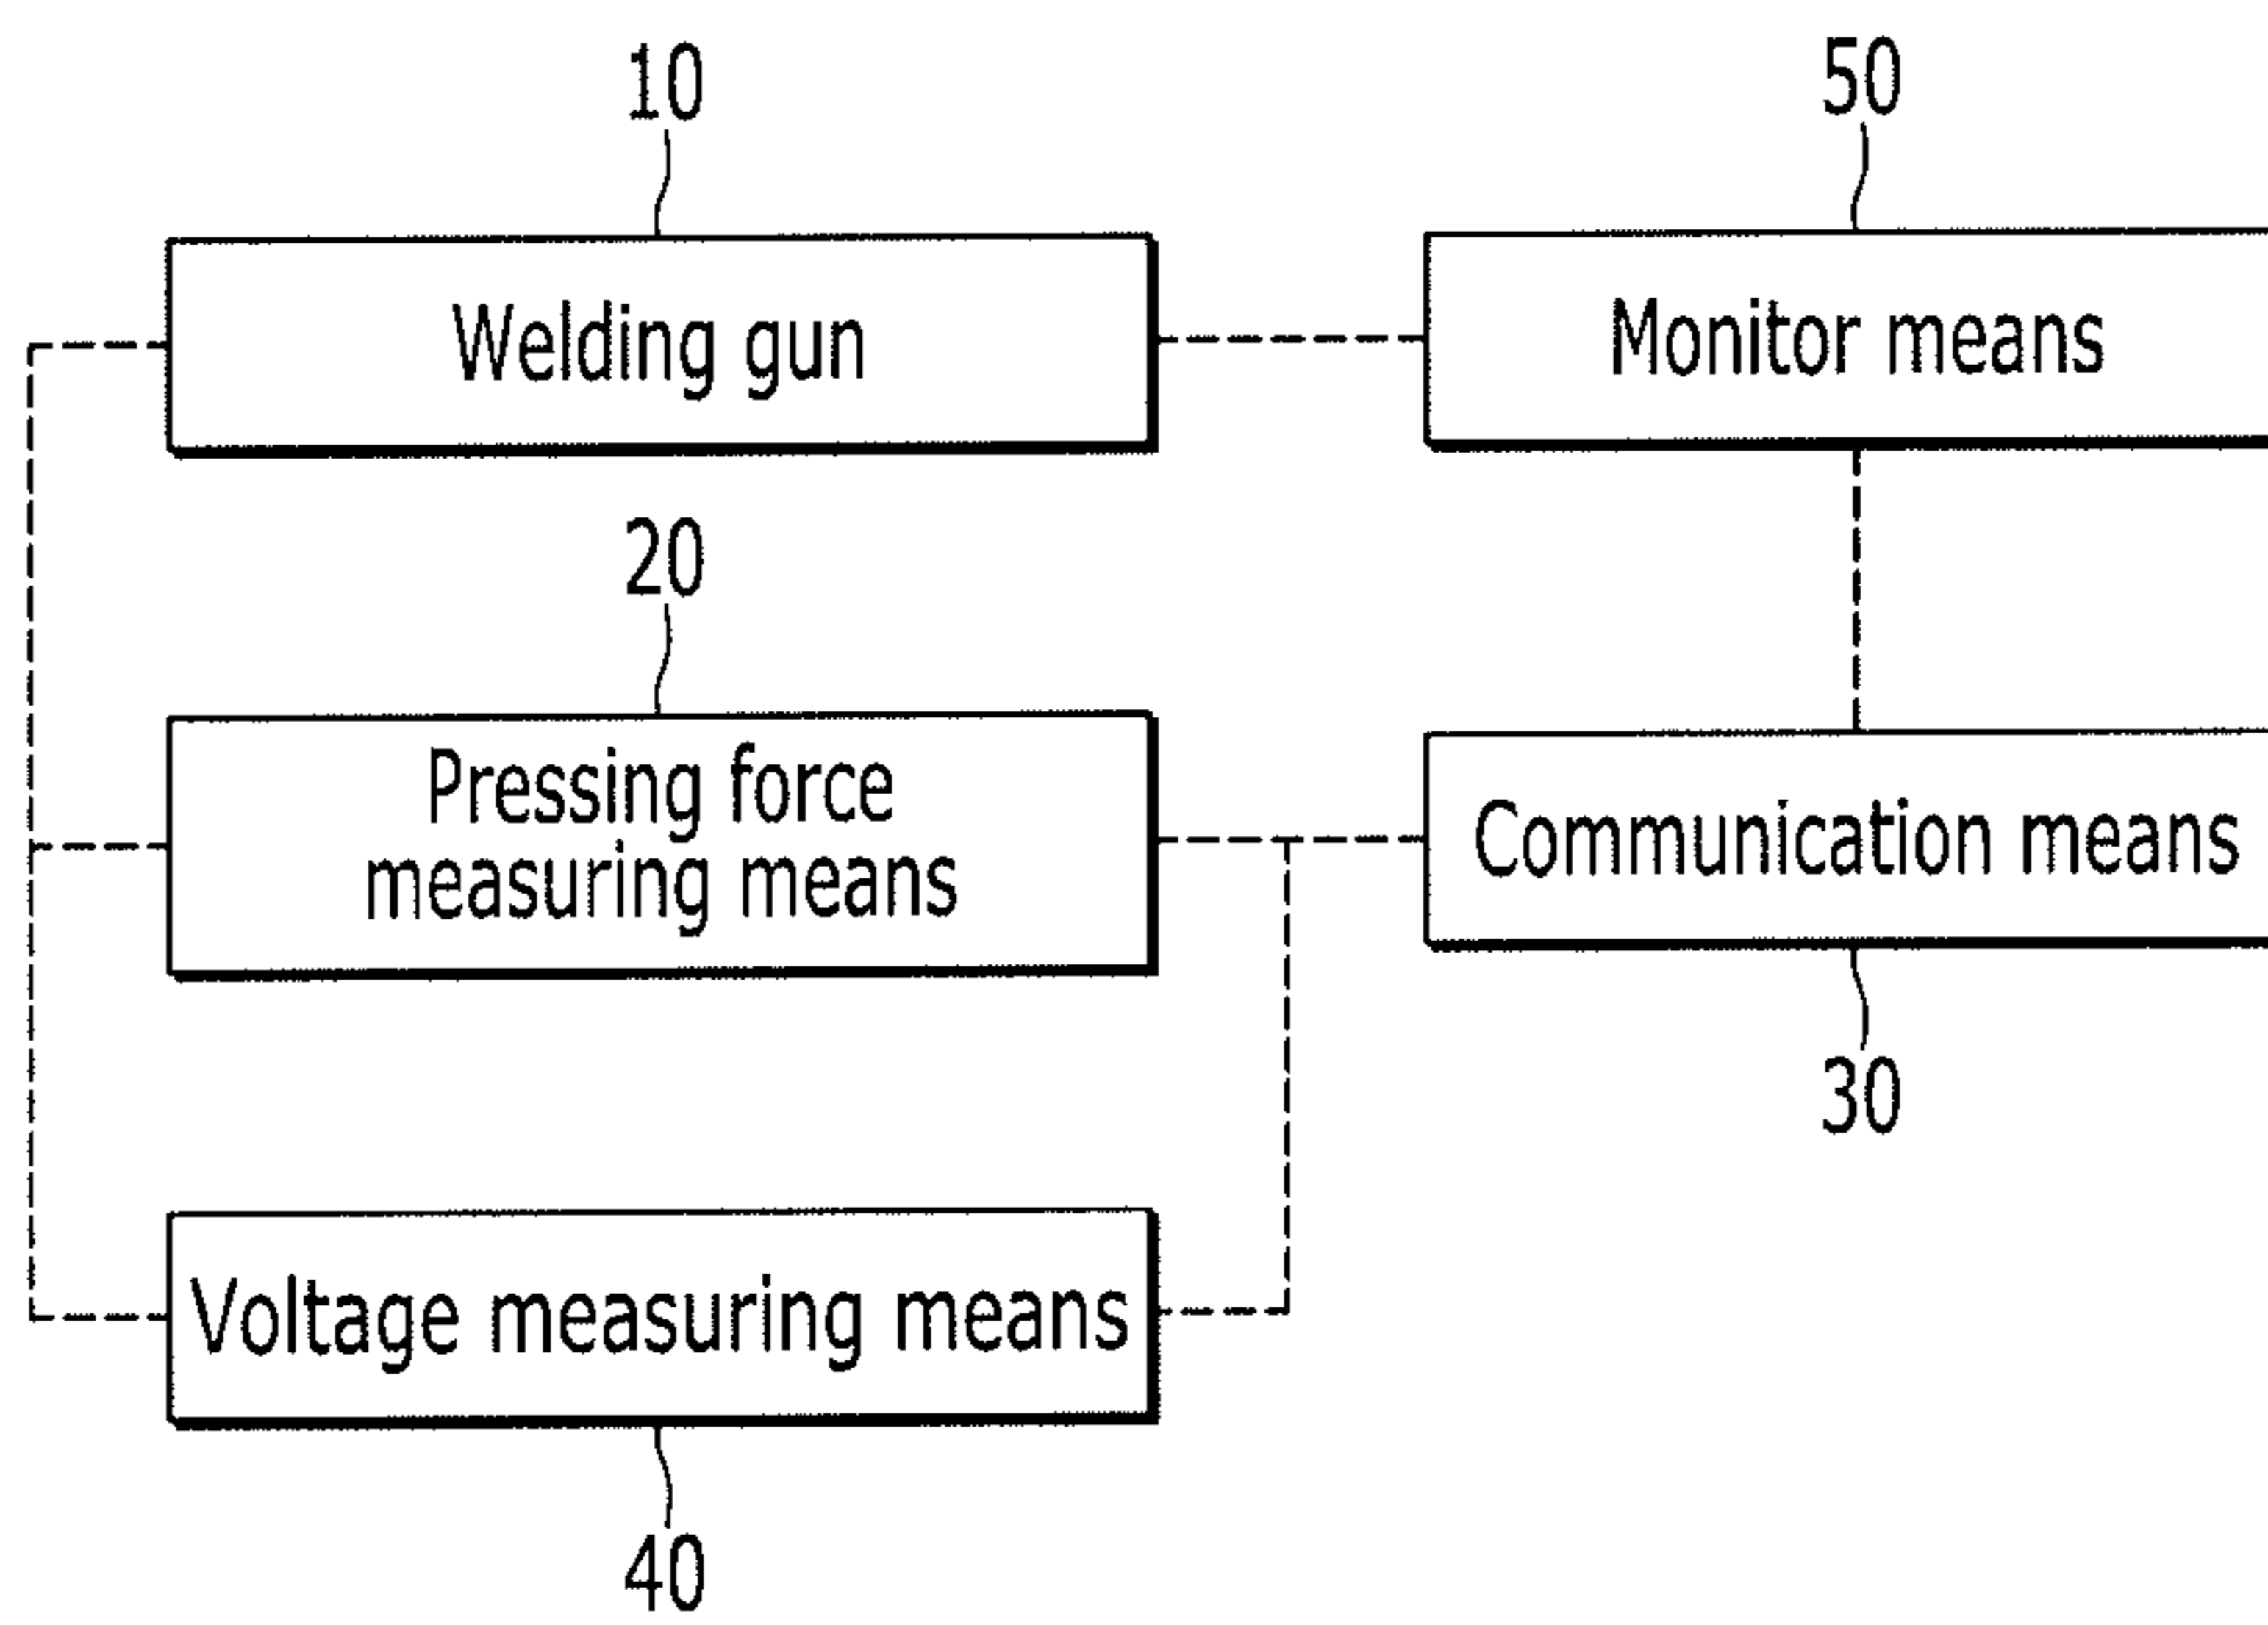 10
50
Welding gun
Monitor means
20
Pressing force
measuring means
Communication means
30
Voltage measuring means
40